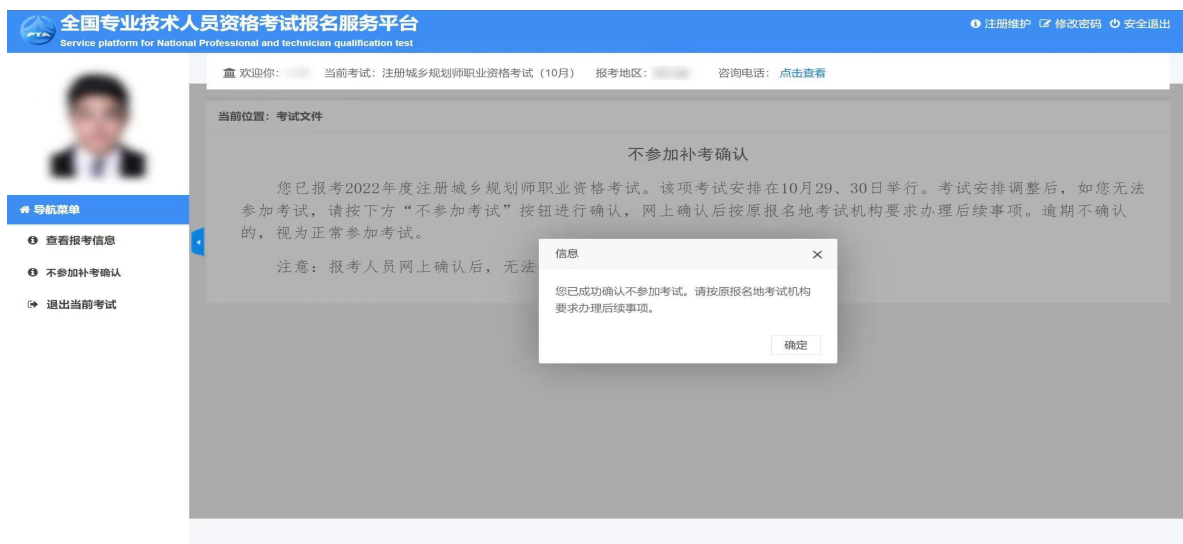 全国专业技术人员资格考试报名服务平台
Service platform for National Professional and technician qualification test
注册维护 修改密码 安全退出
欢迎你： 当前考试：注册城乡规划师职业资格考试（10月） 报考地区： 咨询电话：点击查看
当前位置：考试文件
不参加补考确认
您已报考2022年度注册城乡规划师职业资格考试。该项考试安排在10月29、30日举行。考试安排调整后，如您无法
参加考试，请按下方“不参加考试”按钮进行确认，网上确认后按原报名地考试机构要求办理后续事项。逾期不确认
的，视为正常参加考试。
注意：报考人员网上确认后，无法
导航菜单
查看报考信息
不参加补考确认
退出当前考试
信息
您已成功确认不参加考试。请按原报名地考试机构
要求办理后续事项。
确定